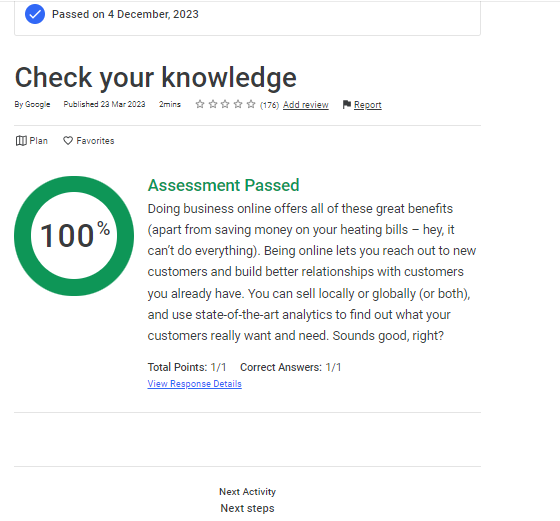 Passed on 4 December, 2023
Check your knowledge
By Google Published 23 Mar 2023 2mins (176) Add review Report
Plan Favorites
100%
Assessment Passed
Doing business online offers all of these great benefits
(apart from saving money on your heating bills – hey, it
can't do everything). Being online lets you reach out to new
customers and build better relationships with customers
you already have. You can sell locally or globally (or both),
and use state-of-the-art analytics to find out what your
customers really want and need. Sounds good, right?
Total Points: 1/1 Correct Answers: 1/1
View Response Details
Next Activity
Next steps